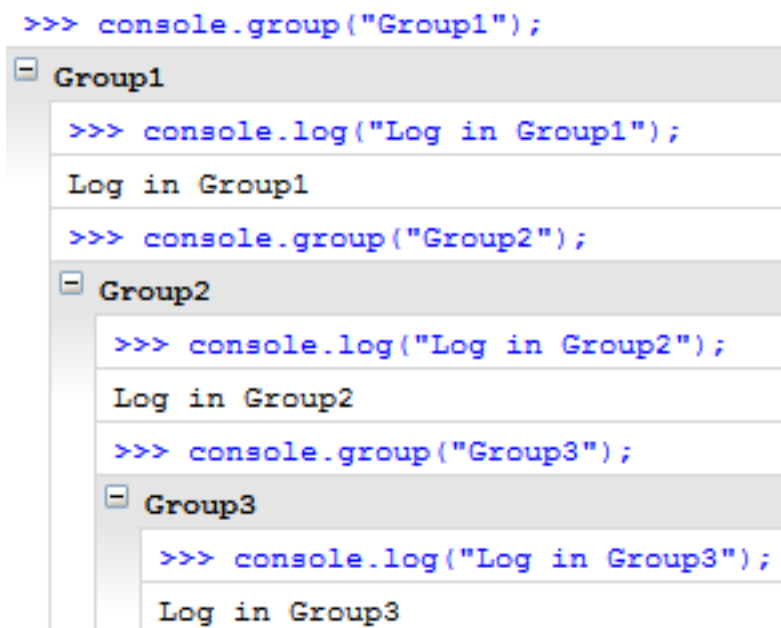 >>> console.group("Group1");
Group1
>>> console.log("Log in Group1");
Log in Group1
>>> console.group("Group2");
Group2
>>> console.log("Log in Group2");
Log in Group2
>>> console.group("Group3");
Group3
>>> console.log("Log in Group3");
Log in Group3